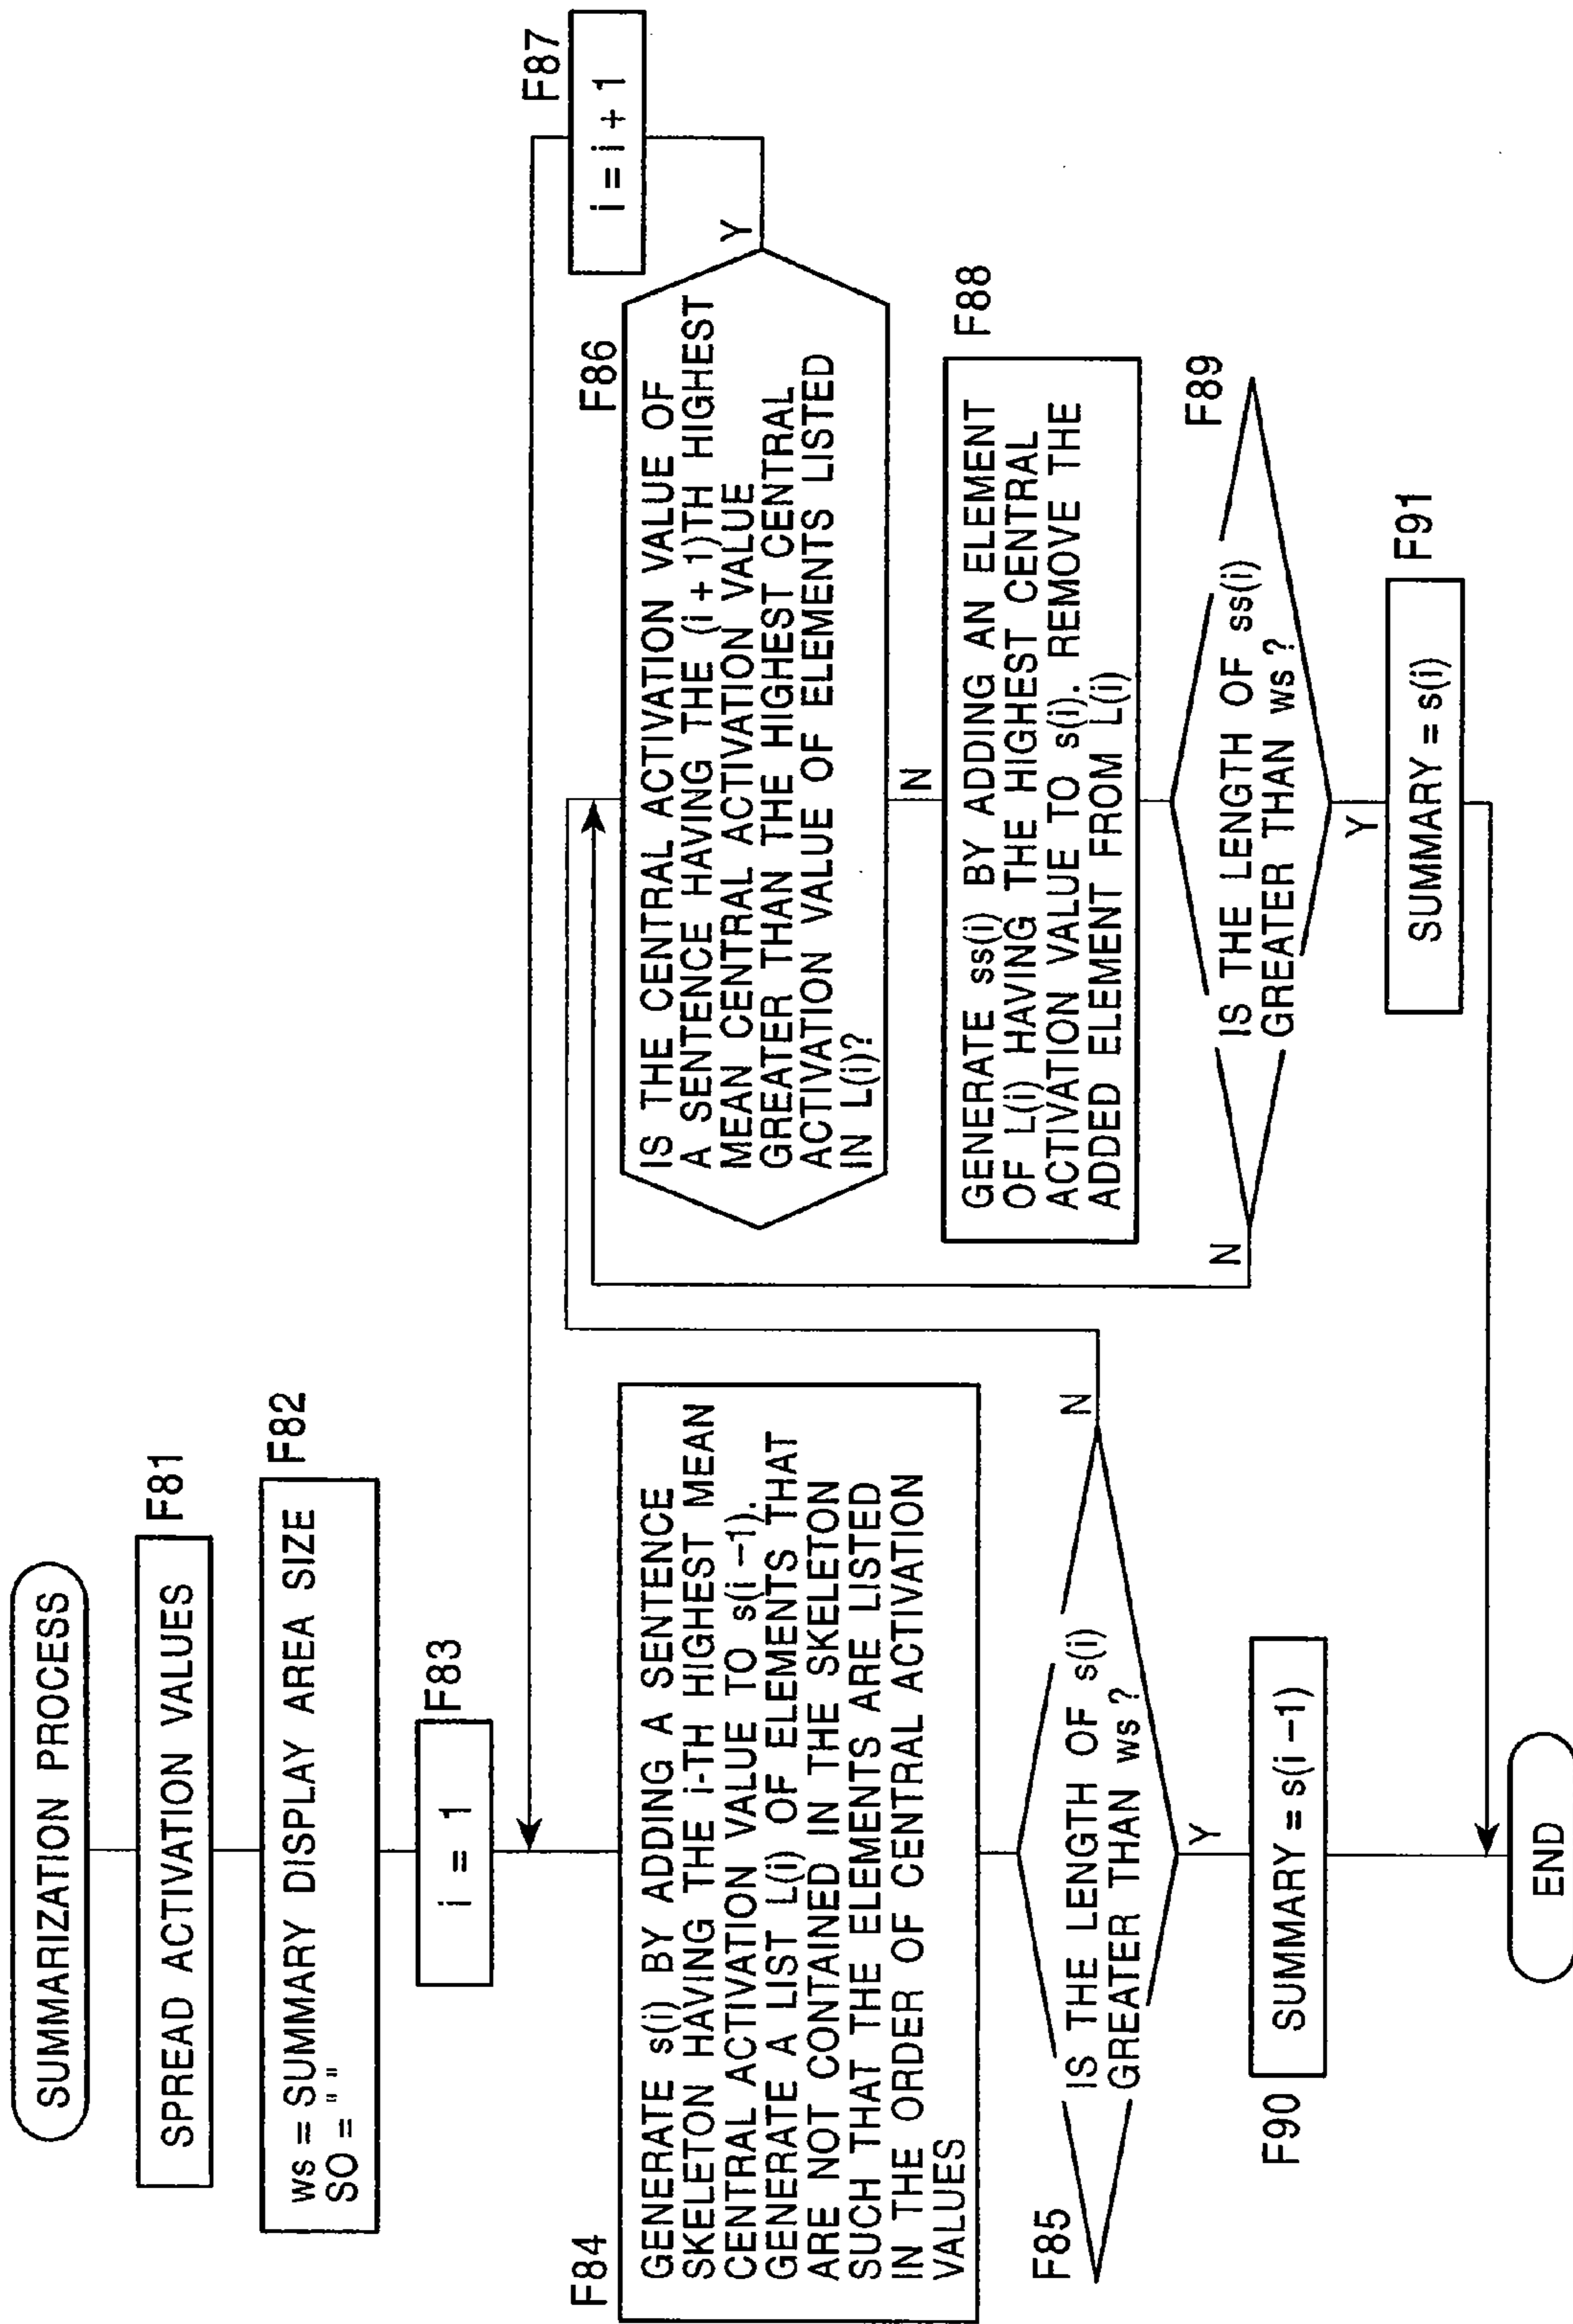 SUMMARIZATION PROCESS
SPREAD ACTIVATION VALUES
F81
ws = SUMMARY DISPLAY AREA SIZE
SO = " "
F82
i = 1
F83
F84
GENERATE s(i) BY ADDING A SENTENCE
SKELETON HAVING THE i-TH HIGHEST MEAN
CENTRAL ACTIVATION VALUE TO s(i –1).
GENERATE A LIST L(i) OF ELEMENTS THAT
ARE NOT CONTAINED IN THE SKELETON
SUCH THAT THE ELEMENTS ARE LISTED
IN THE ORDER OF CENTRAL ACTIVATION
VALUES
F85
IS THE LENGTH OF s(i)
GREATER THAN ws ?
N
Y
F90
SUMMARY = s(i –1)
END
F86
IS THE CENTRAL ACTIVATION VALUE OF
A SENTENCE HAVING THE (i + 1)TH HIGHEST
MEAN CENTRAL ACTIVATION VALUE
GREATER THAN THE HIGHEST CENTRAL
ACTIVATION VALUE OF ELEMENTS LISTED
IN L(i)?
Y
F87
i = i + 1
N
F88
GENERATE ss(i) BY ADDING AN ELEMENT
OF L(i) HAVING THE HIGHEST CENTRAL
ACTIVATION VALUE TO s(i). REMOVE THE
ADDED ELEMENT FROM L(i)
F89
IS THE LENGTH OF ss(i)
GREATER THAN ws ?
N
Y
SUMMARY = s(i)
F91